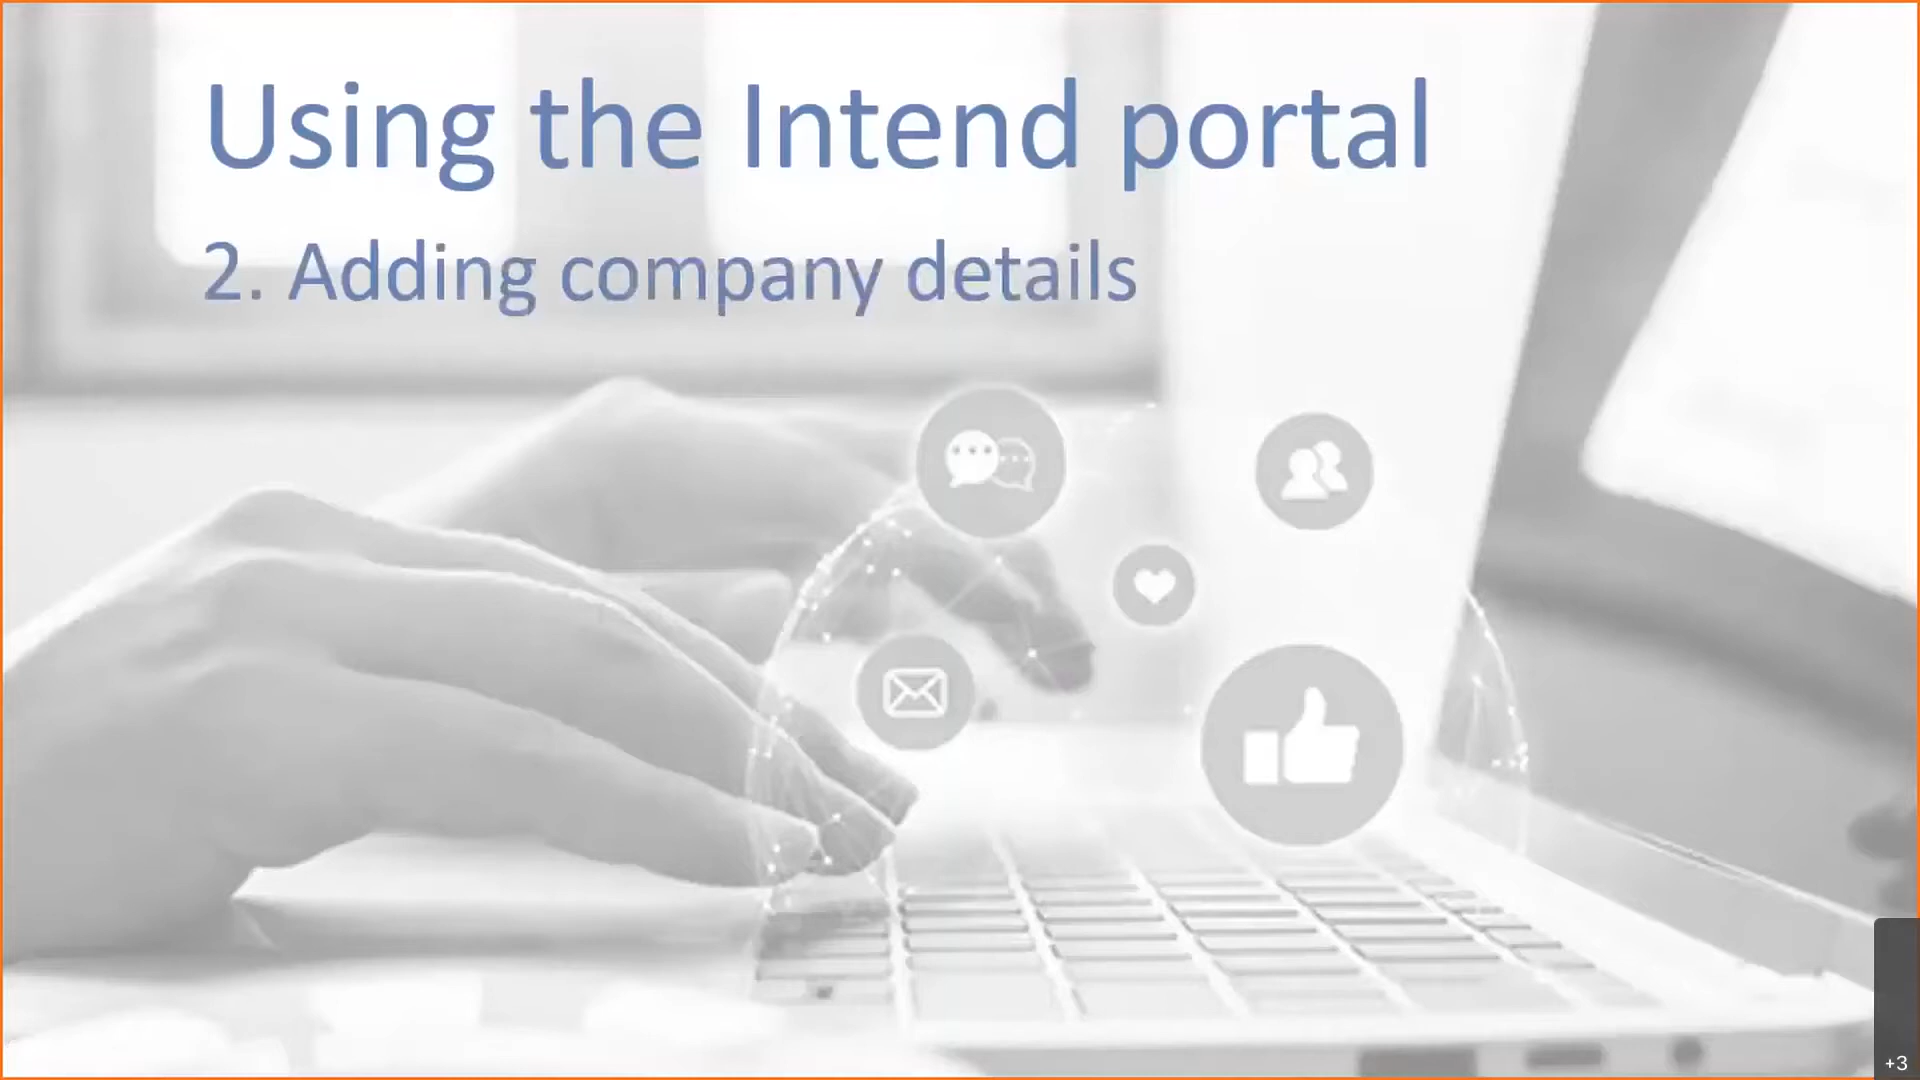 Using the Intend portal
2. Adding company details
+3